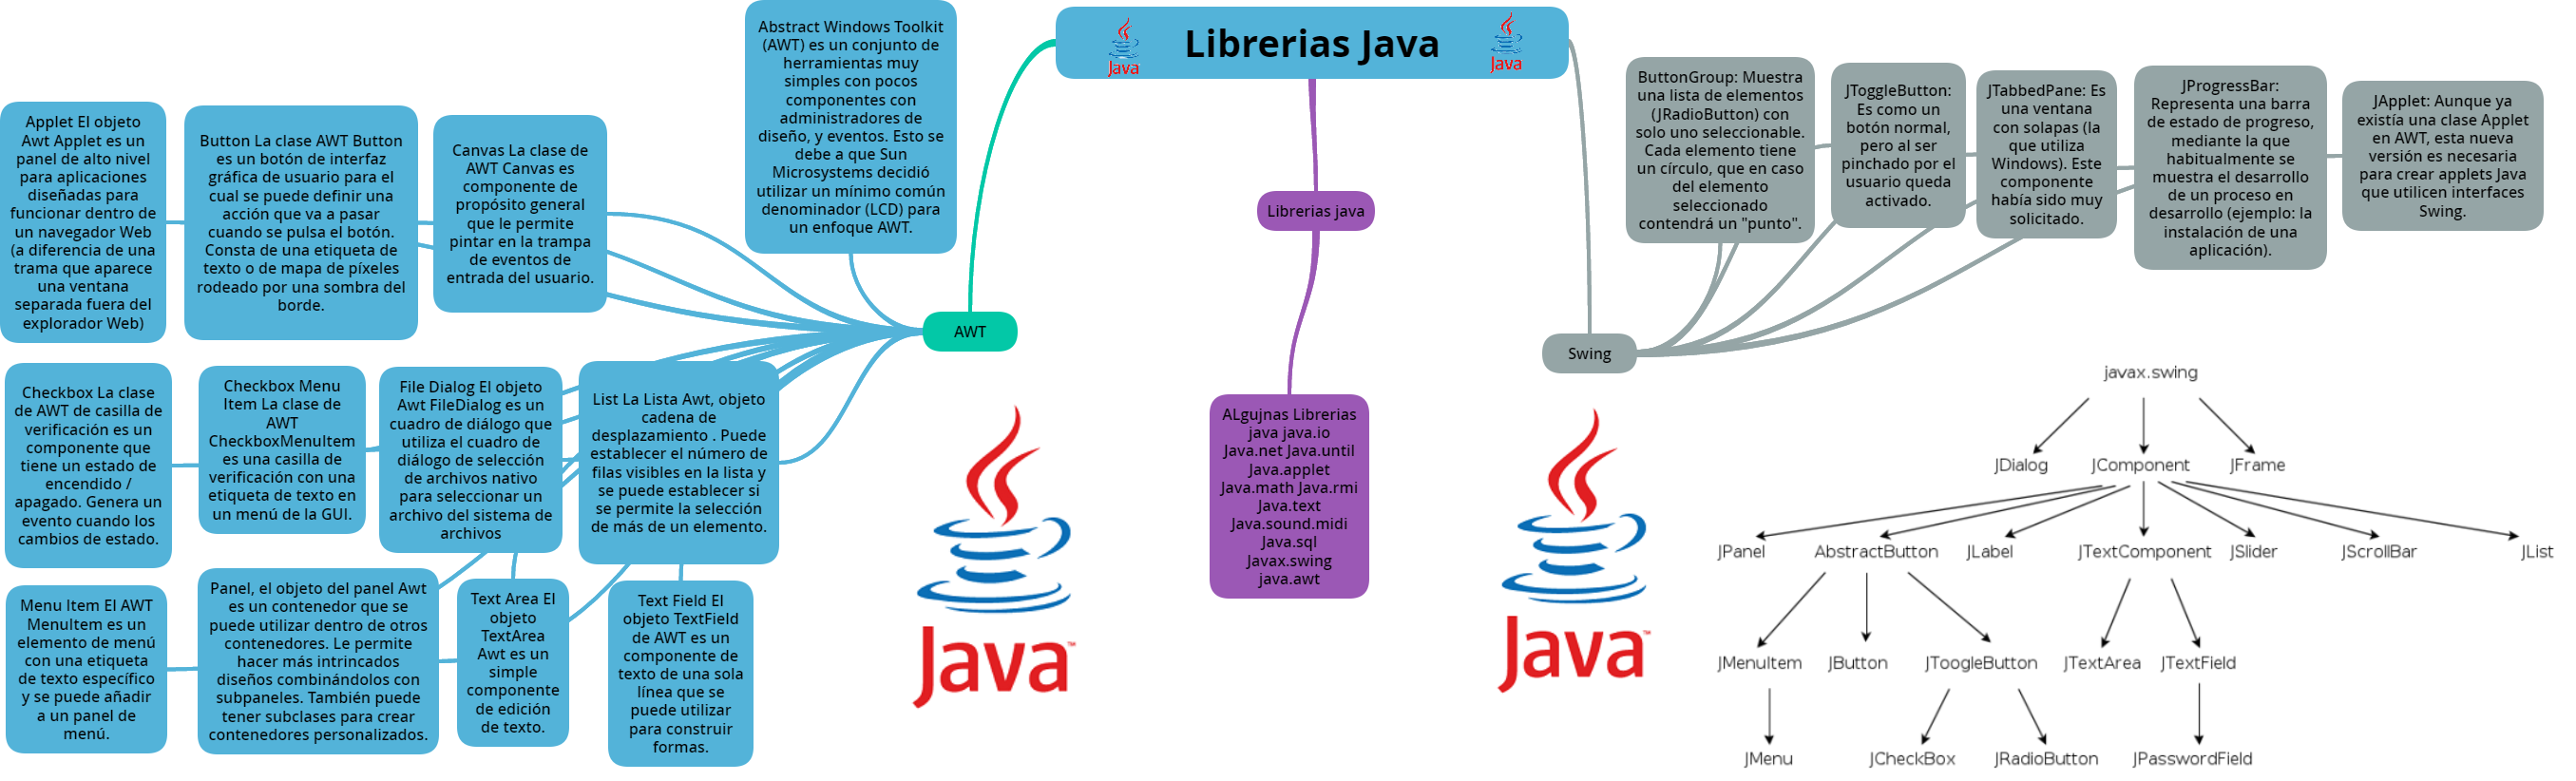 Librerias Java
Java
Java
Abstract Windows Toolkit
(AWT) es un conjunto de
herramientas muy
simples con pocos
componentes con
administradores de
diseño, y eventos. Esto se
debe a que Sun
Microsystems decidió
utilizar un mínimo común
denominador (LCD) para
un enfoque AWT.
Applet El objeto
Awt Applet es un
panel de alto nivel
para aplicaciones
diseñadas para
funcionar dentro de
un navegador Web
(a diferencia de una
trama que aparece
una ventana
separada fuera del
explorador Web)
Button La clase AWT Button
es un botón de interfaz
gráfica de usuario para el
cual se puede definir una
acción que va a pasar
cuando se pulsa el botón.
Consta de una etiqueta de
texto o de mapa de píxeles
rodeado por una sombra del
borde.
Canvas La clase de
AWT Canvas es
componente de
propósito general
que le permite
pintar en la trampa
de eventos de
entrada del usuario.
AWT
Checkbox La clase
de AWT de casilla de
verificación es un
componente que
tiene un estado de
encendido /
apagado. Genera un
evento cuando los
cambios de estado.
Checkbox Menu
Item La clase de
AWT
CheckboxMenuItem
es una casilla de
verificación con una
etiqueta de texto en
un menú de la GUI.
File Dialog El objeto
Awt FileDialog es un
cuadro de diálogo que
utiliza el cuadro de
diálogo de selección
de archivos nativo
para seleccionar un
archivo del sistema de
archivos
List La Lista Awt, objeto
cadena de
desplazamiento . Puede
establecer el número de
filas visibles en la lista y
se puede establecer si
se permite la selección
de más de un elemento.
Menu Item El AWT
MenuItem es un
elemento de menú
con una etiqueta
de texto específico
y se puede añadir
a un panel de
menú.
Panel, el objeto del panel Awt
es un contenedor que se
puede utilizar dentro de otros
contenedores. Le permite
hacer más intrincados
diseños combinándolos con
subpaneles. También puede
tener subclases para crear
contenedores personalizados.
Text Area El
objeto
TextArea
Awt es un
simple
componente
de edición
de texto.
Text Field El
objeto TextField
de AWT es un
componente de
texto de una sola
línea que se
puede utilizar
para construir
formas.
Java™
Librerias java
ALgujnas Librerias
java java.io
Java.net Java.until
Java.applet
Java.math Java.rmi
Java.text
Java.sound.midi
Java.sql
Javax.swing
java.awt
ButtonGroup: Muestra
una lista de elementos
(JRadioButton) con
solo uno seleccionable.
Cada elemento tiene
un círculo, que en caso
del elemento
seleccionado
contendrá un "punto".
JToggleButton:
Es como un
botón normal,
pero al ser
pinchado por el
usuario queda
activado.
JTabbedPane: Es
una ventana
con solapas (la
que utiliza
Windows). Este
componente
había sido muy
solicitado.
JProgressBar:
Representa una barra
de estado de progreso,
mediante la que
habitualmente se
muestra el desarrollo
de un proceso en
desarrollo (ejemplo: la
instalación de una
aplicación).
JApplet: Aunque ya
existía una clase Applet
en AWT, esta nueva
versión es necesaria
para crear applets Java
que utilicen interfaces
Swing.
Swing
Java™
javax.swing
JDialog JComponent JFrame
JPanel AbstractButton JLabel JTextComponent JSlider JScrollBar JList
JMenuItem JButton JToogleButton JTextArea JTextField
JMenu JCheckBox JRadioButton JPasswordField